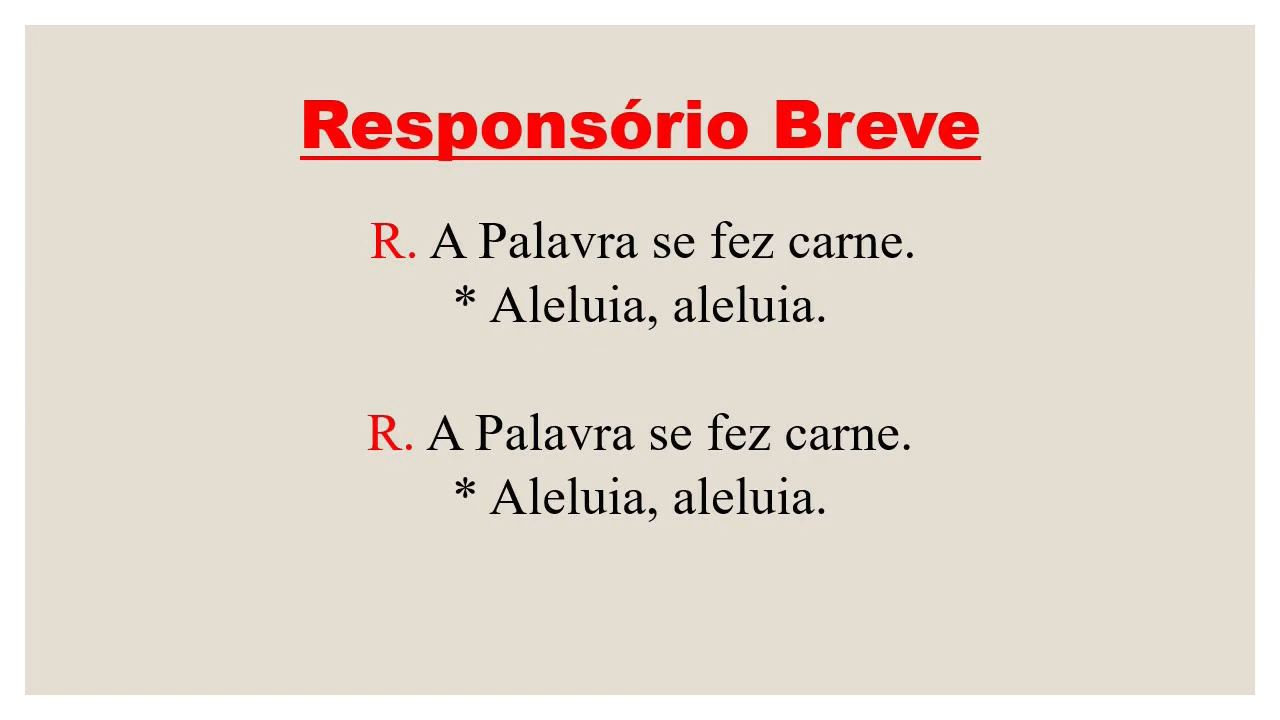 Responsório Breve
R. A Palavra se fez carne.
* Aleluia, aleluia.
R. A Palavra se fez carne.
* Aleluia, aleluia.